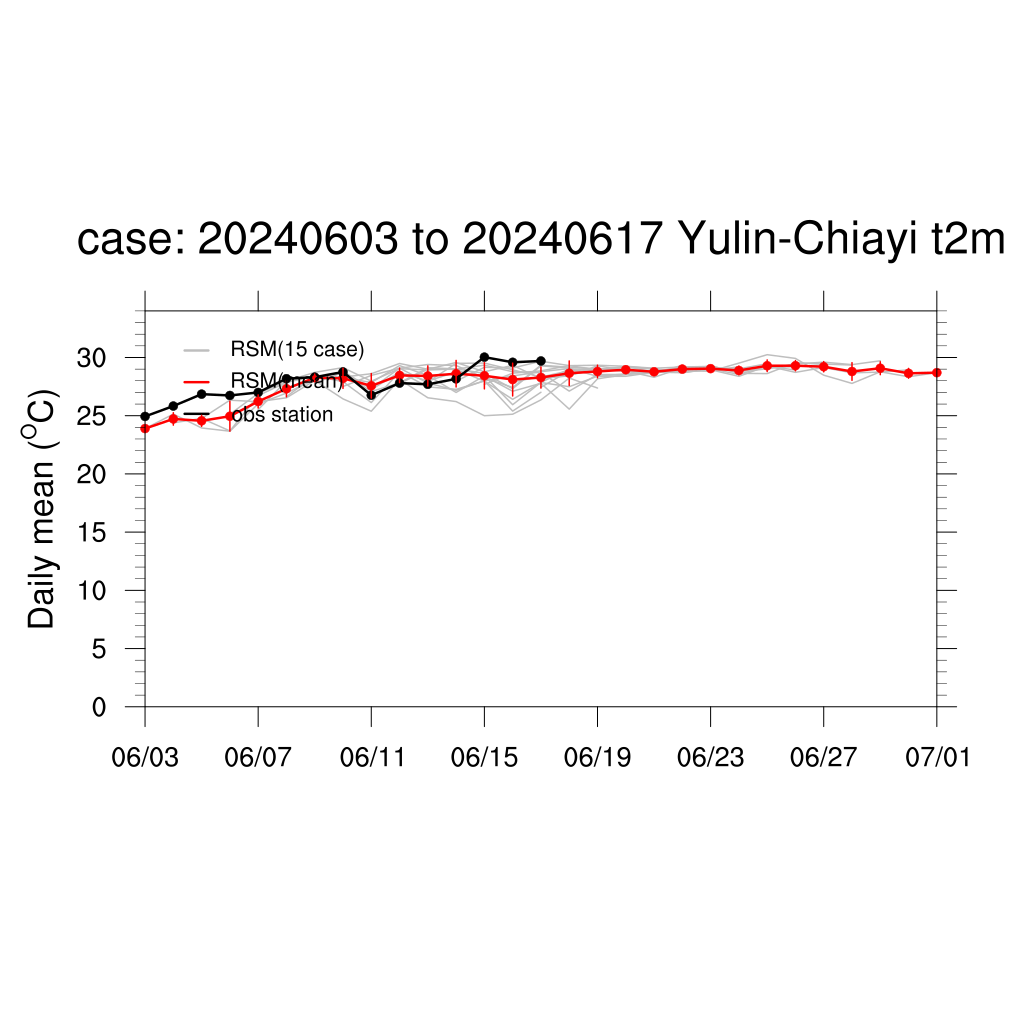 case: 20240603 to 20240617 Yulin-Chiayi t2m
RSM(15 case)
RSM(mean)
obs station
Daily mean (OC)
30
25
20
15
10
5
0
06/03 06/07 06/11 06/15 06/19 06/23 06/27 07/01